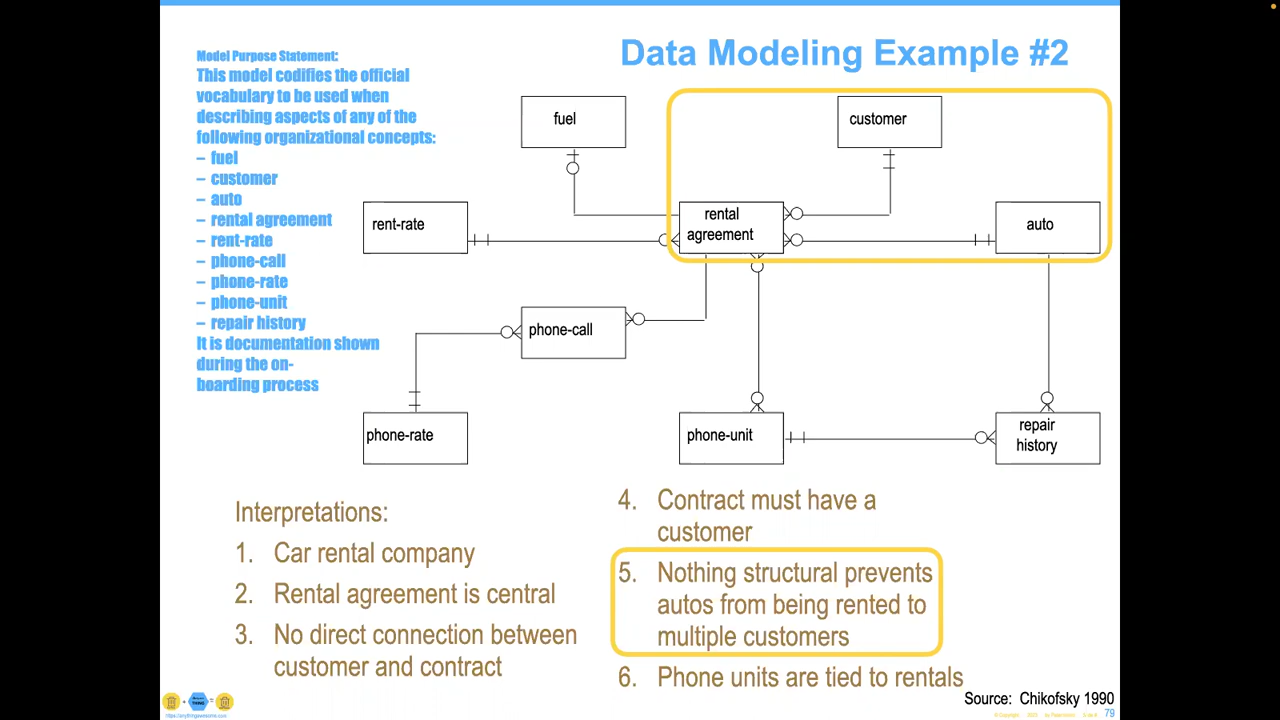 Data Modeling Example #2
Model Purpose Statement:
This model codifies the official
vocabulary to be used when
describing aspects of any of the
following organizational concepts:
– fuel
– customer
– auto
– rental agreement
– rent-rate
– phone-call
– phone-rate
– phone-unit
– repair history
It is documentation shown
during the on-
boarding process
fuel
customer
rent-rate
rental
agreement
auto
phone-call
phone-rate
phone-unit
repair
history
Interpretations:
1. Car rental company
2. Rental agreement is central
3. No direct connection between
customer and contract
4. Contract must have a
customer
5. Nothing structural prevents
autos from being rented to
multiple customers
6. Phone units are tied to rentals
Source: Chikofsky 1990
79